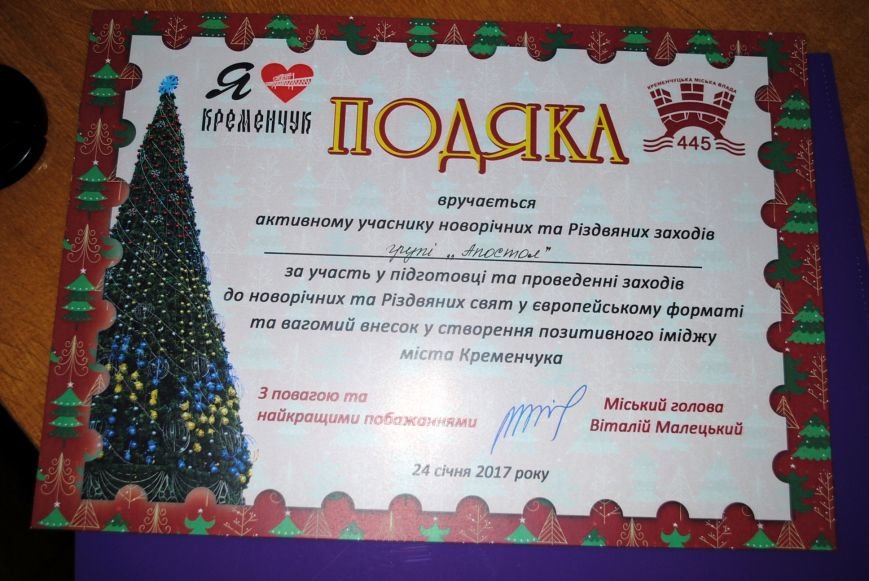 Я
КРЕМЕНЧУК
ПОДЯКА
КРЕМЕНЧУЦЬКА МІСЬКА ВЛАДА
445
вручається
активному учаснику новорічних та Різдвяних заходів
групі „Апостол"
за участь у підготовці та проведенні заходів
до новорічних та Різдвяних свят у європейському форматі
та вагомий внесок у створення позитивного іміджу
міста Кременчука
З повагою та
найкращими побажаннями
Міський голова
Віталій Малецький
24 січня 2017 року